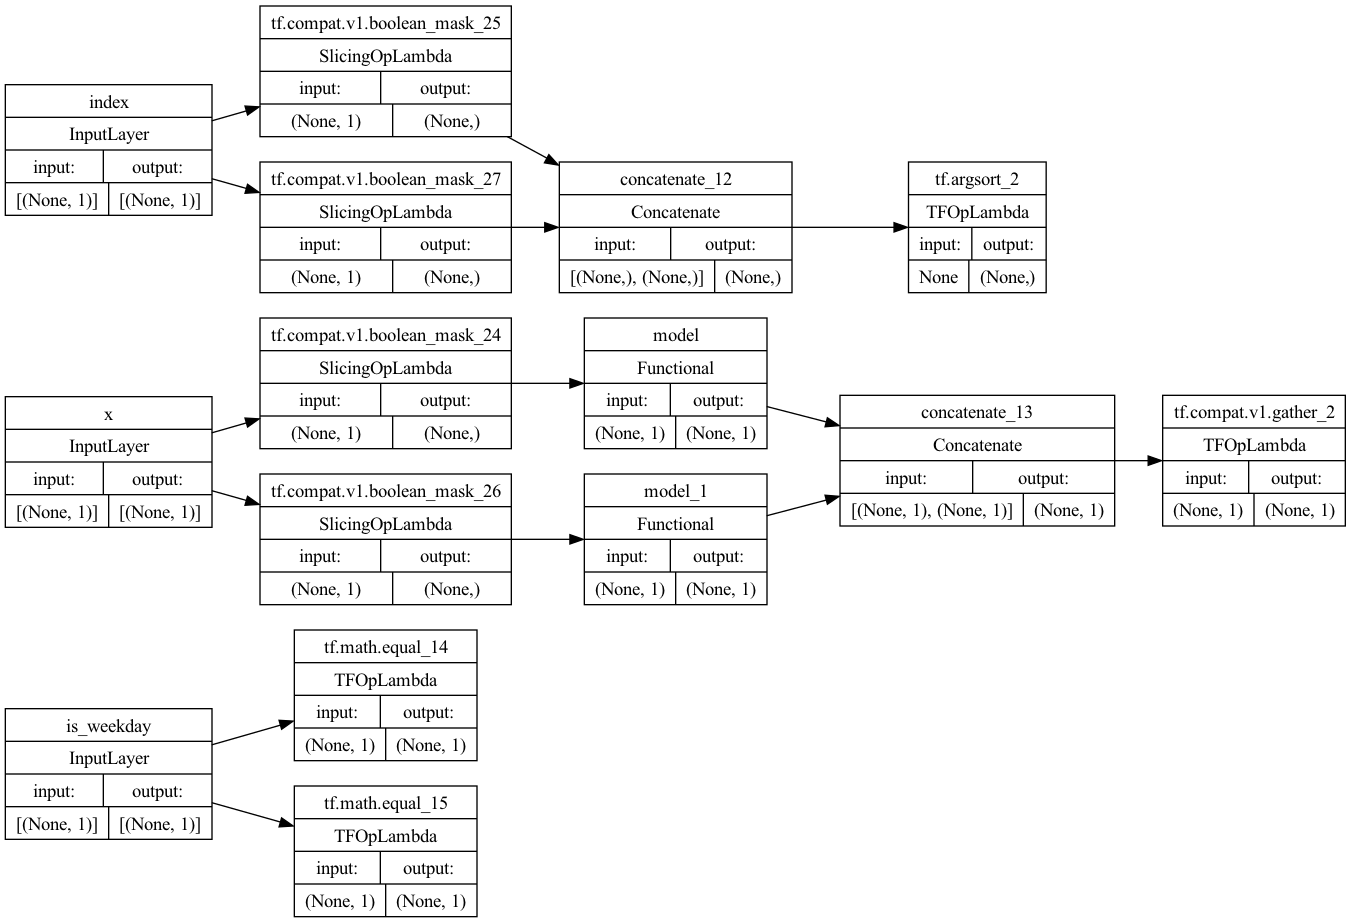 tf.compat.v1.boolean_mask_25
SlicingOpLambda
input: output:
(None, 1) (None,)
index
InputLayer
input: output:
[(None, 1)] [(None, 1)]
tf.compat.v1.boolean_mask_27
SlicingOpLambda
input: output:
(None, 1) (None,)
concatenate_12
Concatenate
input: output:
[(None,), (None,)] (None,)
tf.argsort_2
TFOpLambda
input: output:
None (None,)
tf.compat.v1.boolean_mask_24
SlicingOpLambda
input: output:
(None, 1) (None,)
model
Functional
input: output:
(None, 1) (None, 1)
x
InputLayer
input: output:
[(None, 1)] [(None, 1)]
tf.compat.v1.boolean_mask_26
SlicingOpLambda
input: output:
(None, 1) (None,)
model_1
Functional
input: output:
(None, 1) (None, 1)
concatenate_13
Concatenate
input: output:
[(None, 1), (None, 1)] (None, 1)
tf.compat.v1.gather_2
TFOpLambda
input: output:
(None, 1) (None, 1)
tf.math.equal_14
TFOpLambda
input: output:
(None, 1) (None, 1)
is_weekday
InputLayer
input: output:
[(None, 1)] [(None, 1)]
tf.math.equal_15
TFOpLambda
input: output:
(None, 1) (None, 1)